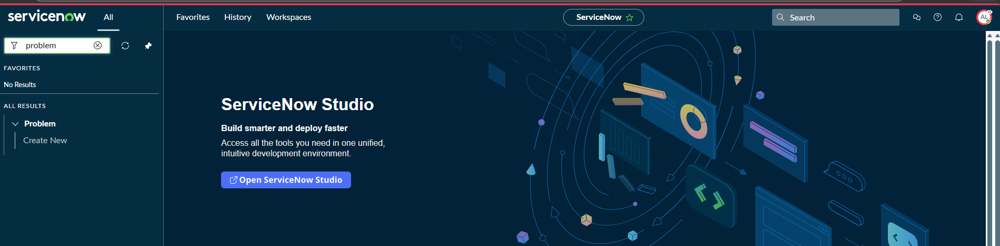 servicenow
All
Favorites
History
Workspaces
ServiceNow
Search
AL
problem
FAVORITES
No Results
ALL RESULTS
Problem
Create New
ServiceNow Studio
Build smarter and deploy faster
Access all the tools you need in one unified,
intuitive development environment.
Open ServiceNow Studio